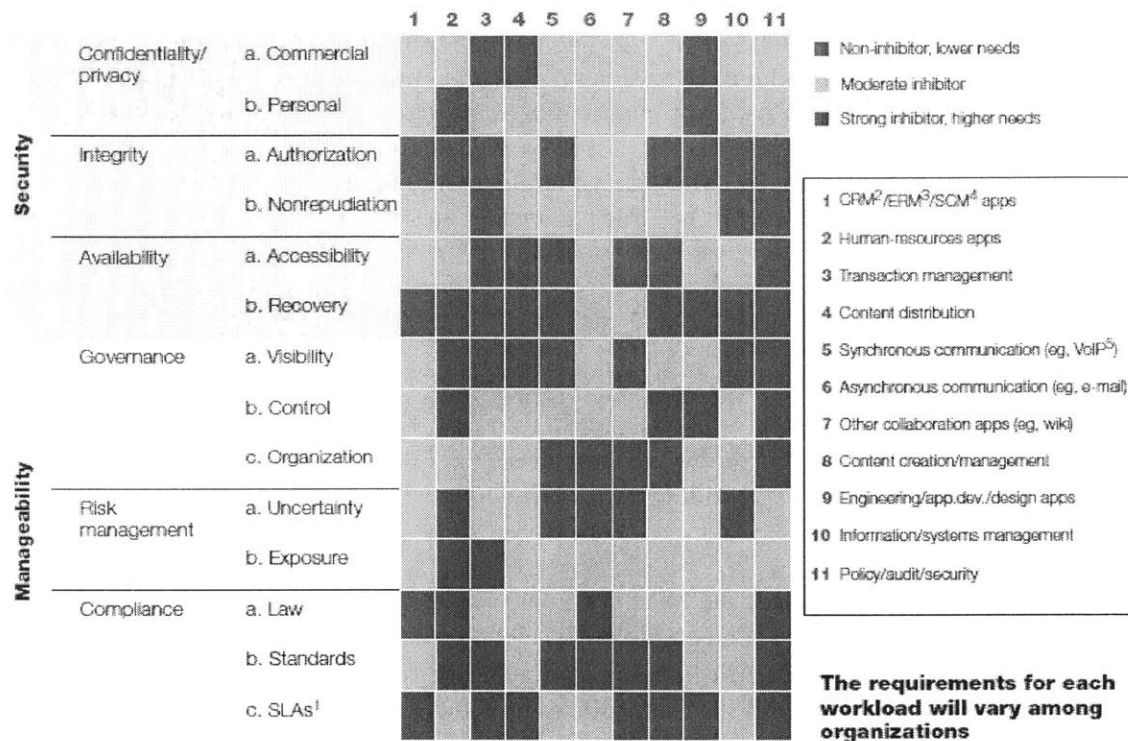 1 2 3 4 5 6 7 8 9 10 11
Security
Confidentiality/
privacy
a. Commercial
b. Personal
Integrity
a. Authorization
b. Nonrepudiation
Availability
a. Accessibility
b. Recovery
Manageability
Governance
a. Visibility
b. Control
c. Organization
Risk
management
a. Uncertainty
b. Exposure
Compliance
a. Law
b. Standards
c. SLAs¹
Non-inhibitor, lower needs
Moderate inhibitor
Strong inhibitor, higher needs
1 CRM²/ERM³/SCM⁴ apps
2 Human-resources apps
3 Transaction management
4 Content distribution
5 Synchronous communication (eg, VoIP⁵)
6 Asynchronous communication (eg, e-mail)
7 Other collaboration apps (eg, wiki)
8 Content creation/management
9 Engineering/app.dev./design apps
10 Information/systems management
11 Policy/audit/security
The requirements for each
workload will vary among
organizations